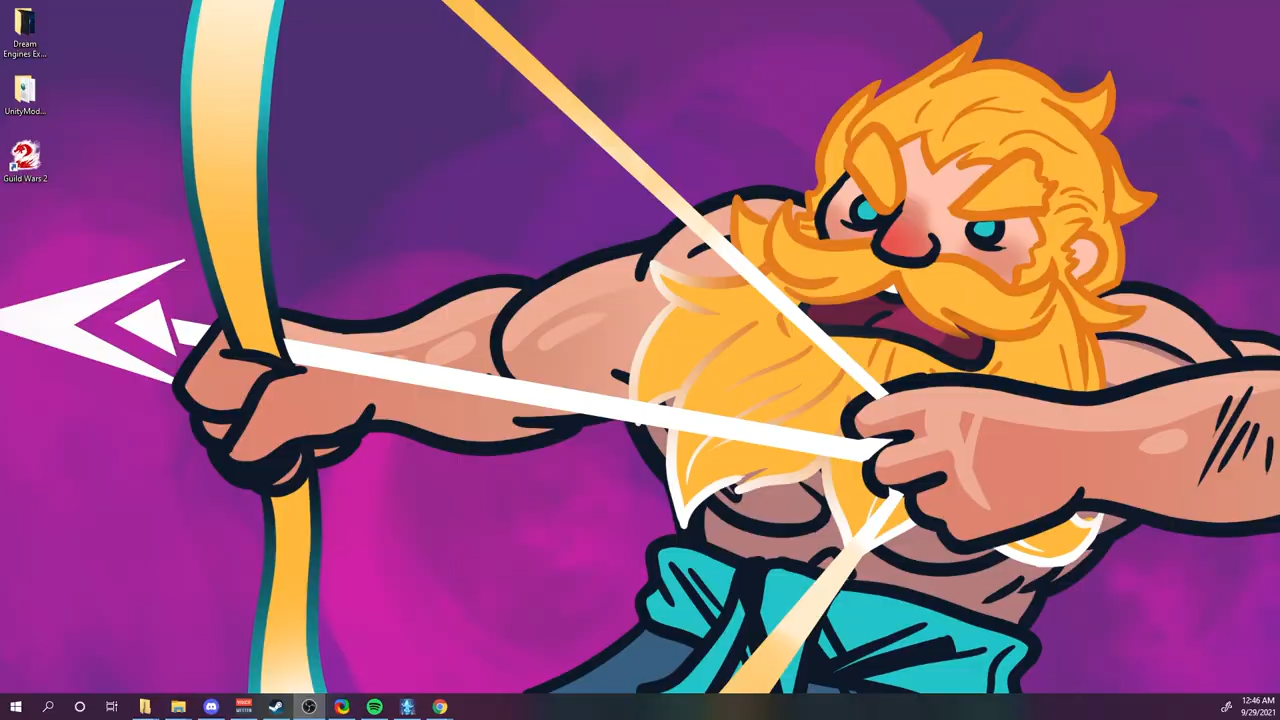 Dream
Engines Ex...
UnityMod...
Guild Wars 2
12:46 AM
9/29/2021